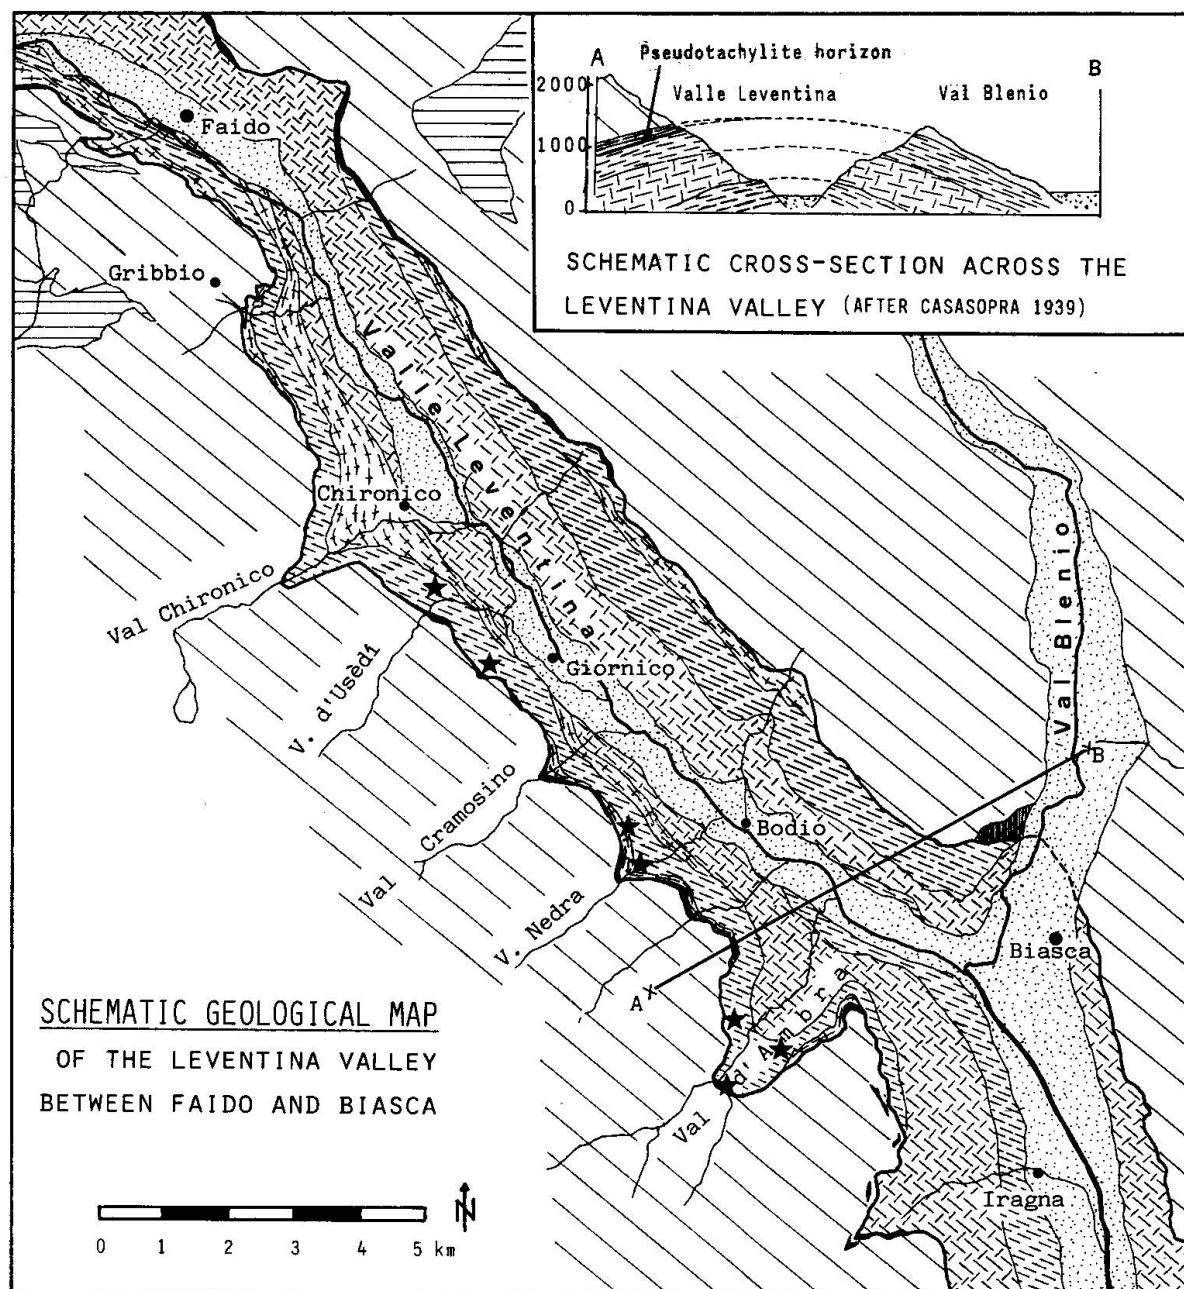 Pseudotachylite horizon
A
B
2000
Valle Leventina
Val Blenio
1000
0
SCHEMATIC CROSS-SECTION ACROSS THE
LEVENTINA VALLEY (AFTER CASASOPRA 1939)
Faido
Gribbio
Valle Leventina
Chironico
Val Chironico
Val Blenio
V. d'Usèdi
Giornico
B
Val Cramosino
Bodio
V. Nedra
Biasca
A
Val d'Ambra
SCHEMATIC GEOLOGICAL MAP
OF THE LEVENTINA VALLEY
BETWEEN FAIDO AND BIASCA
Iragna
N
0 1 2 3 4 5 km